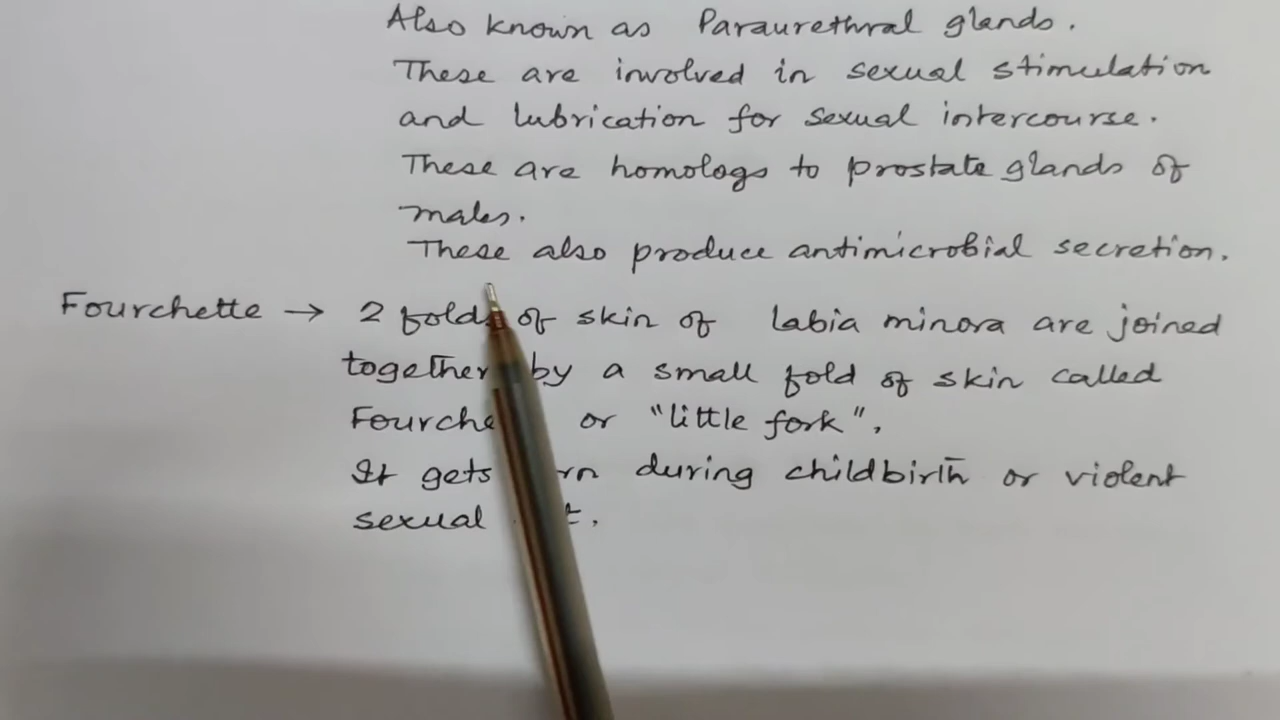 Also known as Paraurethral glands.
These are involved in sexual stimulation
and lubrication for sexual intercourse.
These are homologs to prostate glands of
males.
These also produce antimicrobial secretion.
Fourchette → 2 folds of skin of labia minora are joined
together by a small fold of skin called
or "little fork".
It gets during childbirth or violent
sexual